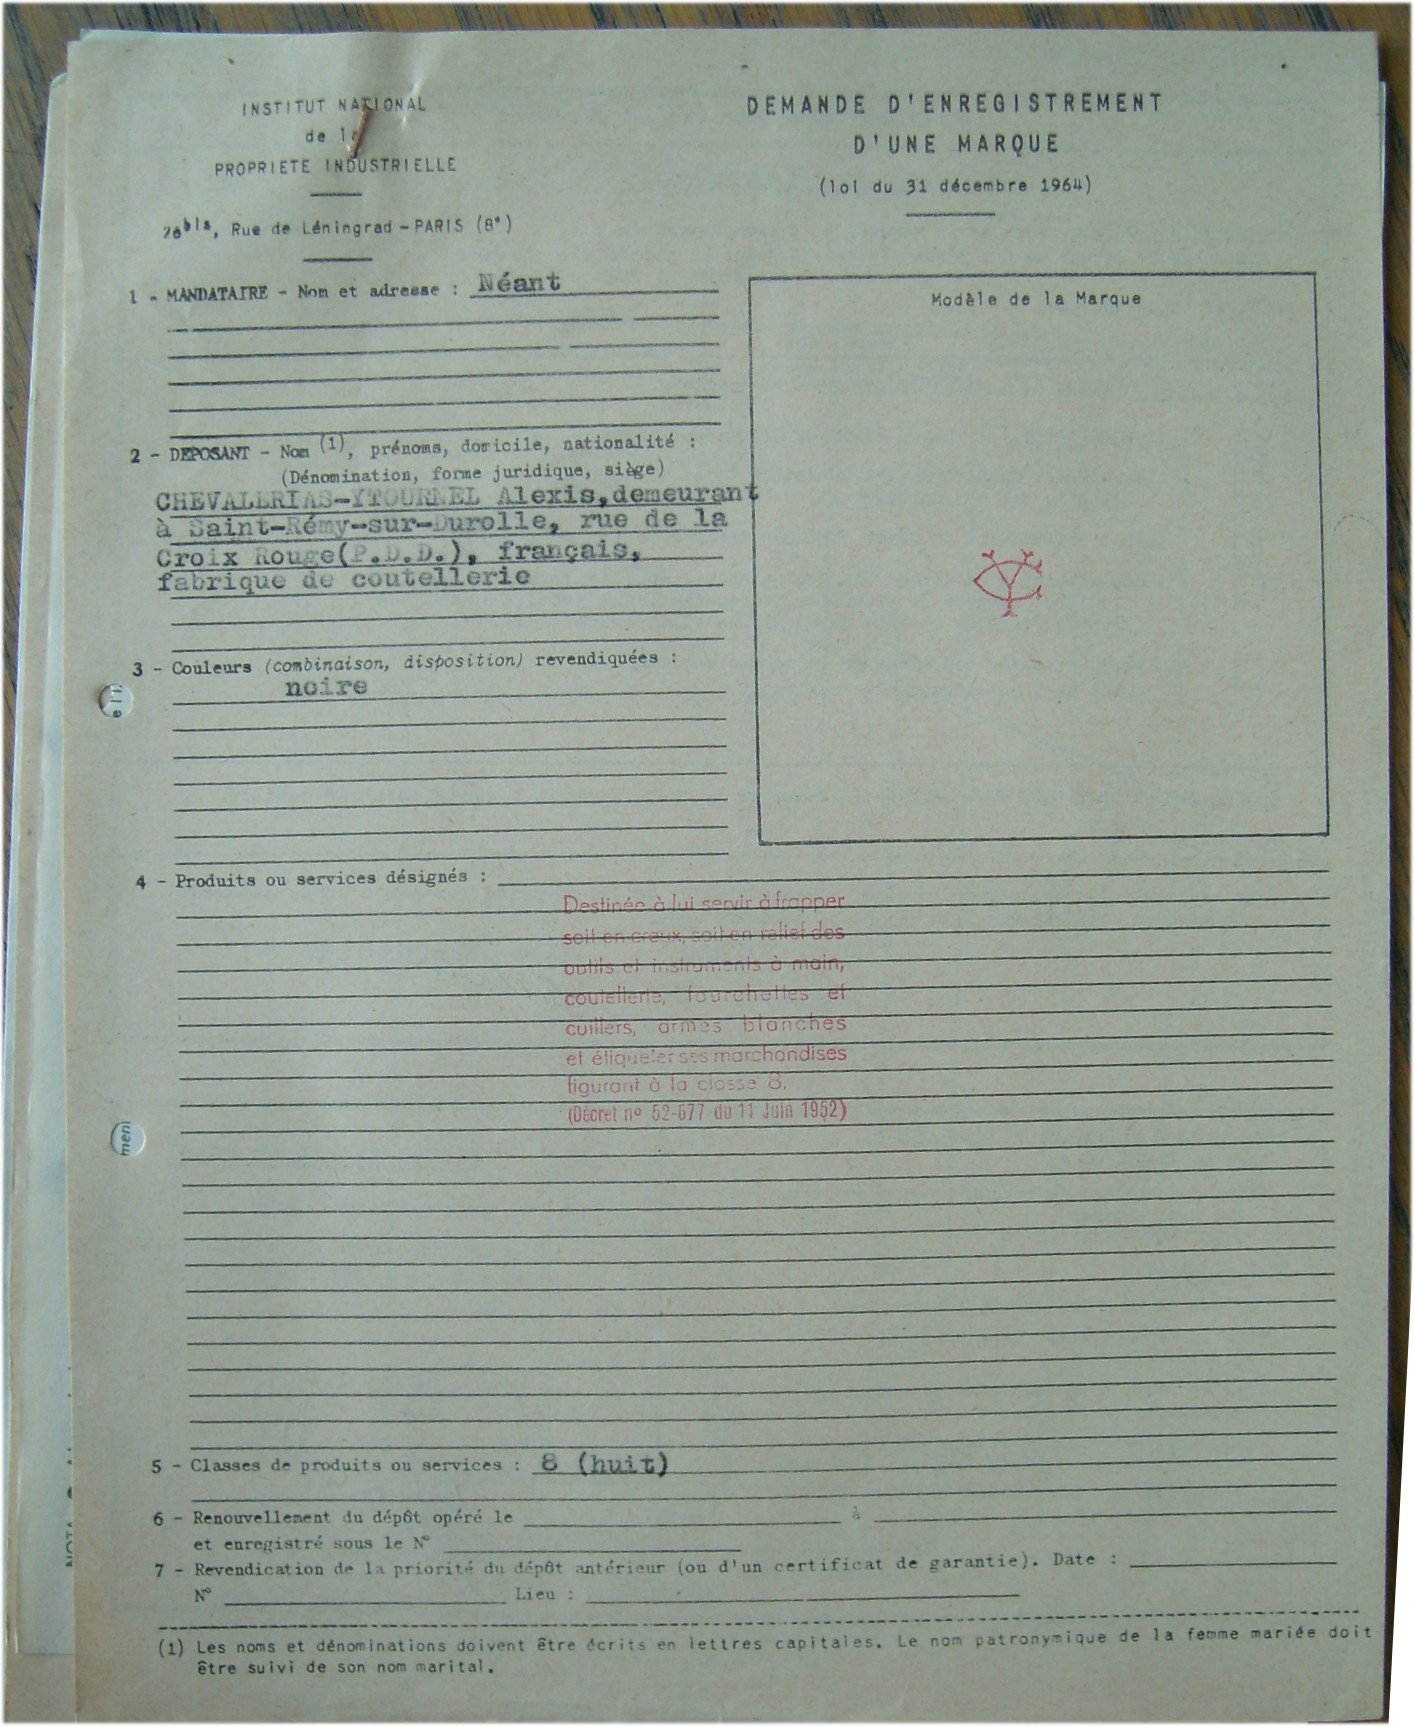 INSTITUT NATIONAL
de la
PROPRIETE INDUSTRIELLE
26bis, Rue de Léningrad - PARIS (8e)
DEMANDE D'ENREGISTREMENT
D'UNE MARQUE
(loi du 31 décembre 1964)
1 - MANDATAIRE - Nom et adresse : Néant
2 - DEPOSANT - Nom (1), prénoms, domicile, nationalité :
(Dénomination, forme juridique, siège)
CHEVALERIAS-YTOURNEL Alexis, demeurant
à Saint-Rémy-sur-Durolle, rue de la
Croix Rouge(P.D.D.), français,
fabrique de coutellerie
3 - Couleurs (combinaison, disposition) revendiquées :
noire
Modèle de la Marque
YC
4 - Produits ou services désignés :
Destinée à lui servir à frapper
soit en creux, soit en relief des
outils et instruments à main,
coutellerie, fourchettes et
cuillers, armes blanches
et étiqueter ses marchandises
figurant à la classe 8.
(Décret nº 52-677 du 11 Juin 1952)
5 - Classes de produits ou services : 8 (huit)
6 - Renouvellement du dépôt opéré le à
et enregistré sous le N°
7 - Revendication de la priorité du dépôt antérieur (ou d'un certificat de garantie). Date :
N° Lieu :
(1) Les noms et dénominations doivent être écrits en lettres capitales. Le nom patronymique de la femme mariée doit
être suivi de son nom marital.